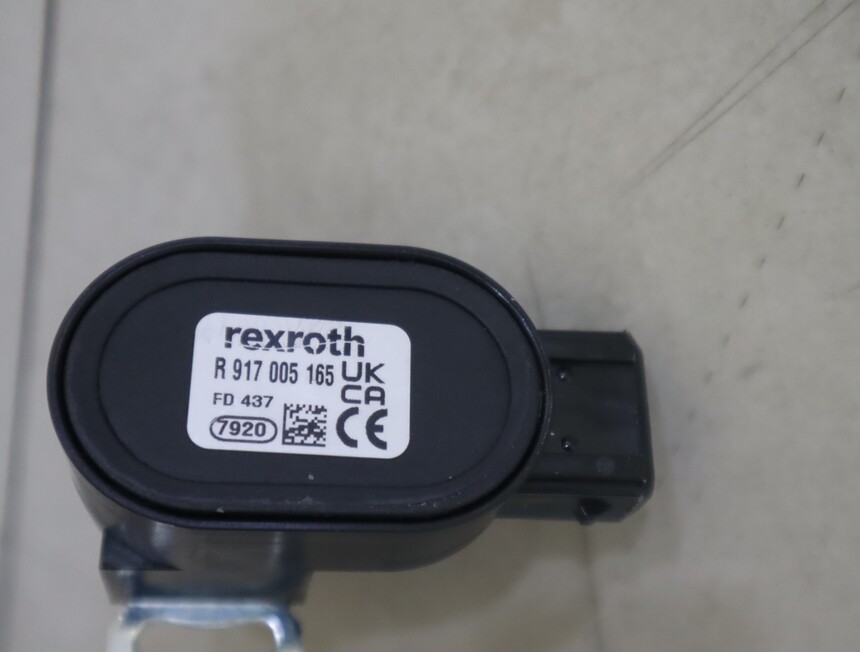 rexroth
R 917 005 165
UK
CA
FD 437
7920
CE